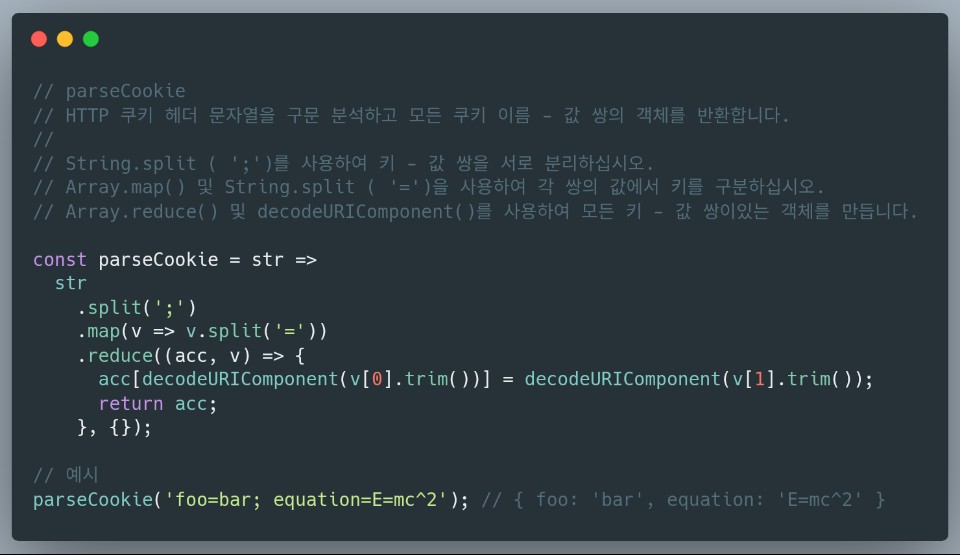 // parseCookie
// HTTP 쿠키 헤더 문자열을 구문 분석하고 모든 쿠키 이름 - 값 쌍의 객체를 반환합니다.
//
// String.split ( ';')를 사용하여 키 - 값 쌍을 서로 분리하십시오.
// Array.map() 및 String.split ( '=')을 사용하여 각 쌍의 값에서 키를 구분하십시오.
// Array.reduce() 및 decodeURIComponent()를 사용하여 모든 키 - 값 쌍이있는 객체를 만듭니다.

const parseCookie = str =>
  str
    .split(';')
    .map(v => v.split('='))
    .reduce((acc, v) => {
      acc[decodeURIComponent(v[0].trim())] = decodeURIComponent(v[1].trim());
      return acc;
    }, {});

// 예시
parseCookie('foo=bar; equation=E=mc^2'); // { foo: 'bar', equation: 'E=mc^2' }